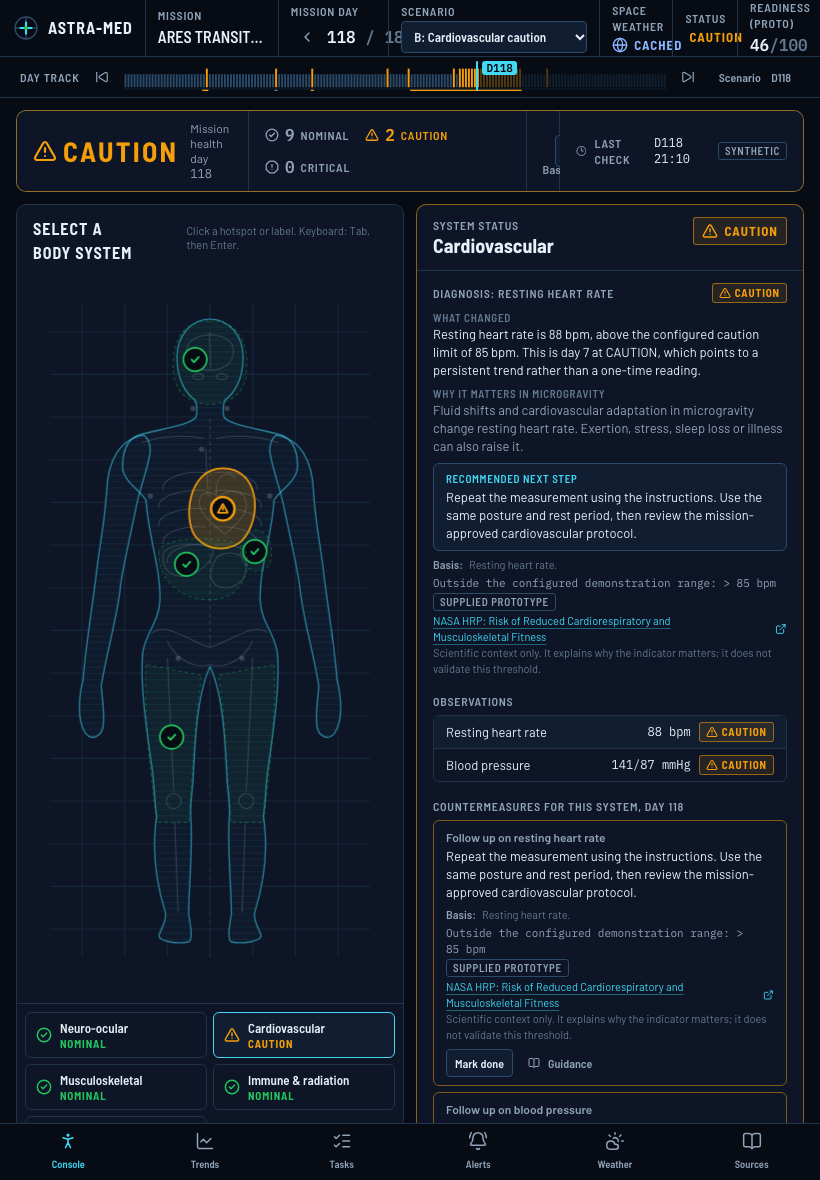 ASTRA-MED
MISSION
ARES TRANSIT...
MISSION DAY
118 / 18
SCENARIO
B: Cardiovascular caution
SPACE
WEATHER
CACHED
STATUS
CAUTION
READINESS
(PROTO)
46/100
DAY TRACK
D118
Scenario D118
CAUTION
Mission
health
day
118
9 NOMINAL
2 CAUTION
0 CRITICAL
Bas
LAST
CHECK
D118
21:10
SYNTHETIC
SELECT A
BODY SYSTEM
Click a hotspot or label. Keyboard: Tab,
then Enter.
Neuro-ocular
NOMINAL
Cardiovascular
CAUTION
Musculoskeletal
NOMINAL
Immune & radiation
NOMINAL
SYSTEM STATUS
Cardiovascular
CAUTION
DIAGNOSIS: RESTING HEART RATE
CAUTION
WHAT CHANGED
Resting heart rate is 88 bpm, above the configured caution
limit of 85 bpm. This is day 7 at CAUTION, which points to a
persistent trend rather than a one-time reading.
WHY IT MATTERS IN MICROGRAVITY
Fluid shifts and cardiovascular adaptation in microgravity
change resting heart rate. Exertion, stress, sleep loss or illness
can also raise it.
RECOMMENDED NEXT STEP
Repeat the measurement using the instructions. Use the
same posture and rest period, then review the mission-
approved cardiovascular protocol.
Basis: Resting heart rate.
Outside the configured demonstration range: > 85 bpm
SUPPLIED PROTOTYPE
NASA HRP: Risk of Reduced Cardiorespiratory and
Musculoskeletal Fitness
Scientific context only. It explains why the indicator matters; it does not
validate this threshold.
OBSERVATIONS
Resting heart rate 88 bpm CAUTION
Blood pressure 141/87 mmHg CAUTION
COUNTERMEASURES FOR THIS SYSTEM, DAY 118
Follow up on resting heart rate
Repeat the measurement using the instructions. Use the
same posture and rest period, then review the mission-
approved cardiovascular protocol.
Basis: Resting heart rate.
Outside the configured demonstration range: >
85 bpm
SUPPLIED PROTOTYPE
NASA HRP: Risk of Reduced Cardiorespiratory and
Musculoskeletal Fitness
Scientific context only. It explains why the indicator matters; it does
not validate this threshold.
Mark done
Guidance
Follow up on blood pressure
Console
Trends
Tasks
Alerts
Weather
Sources